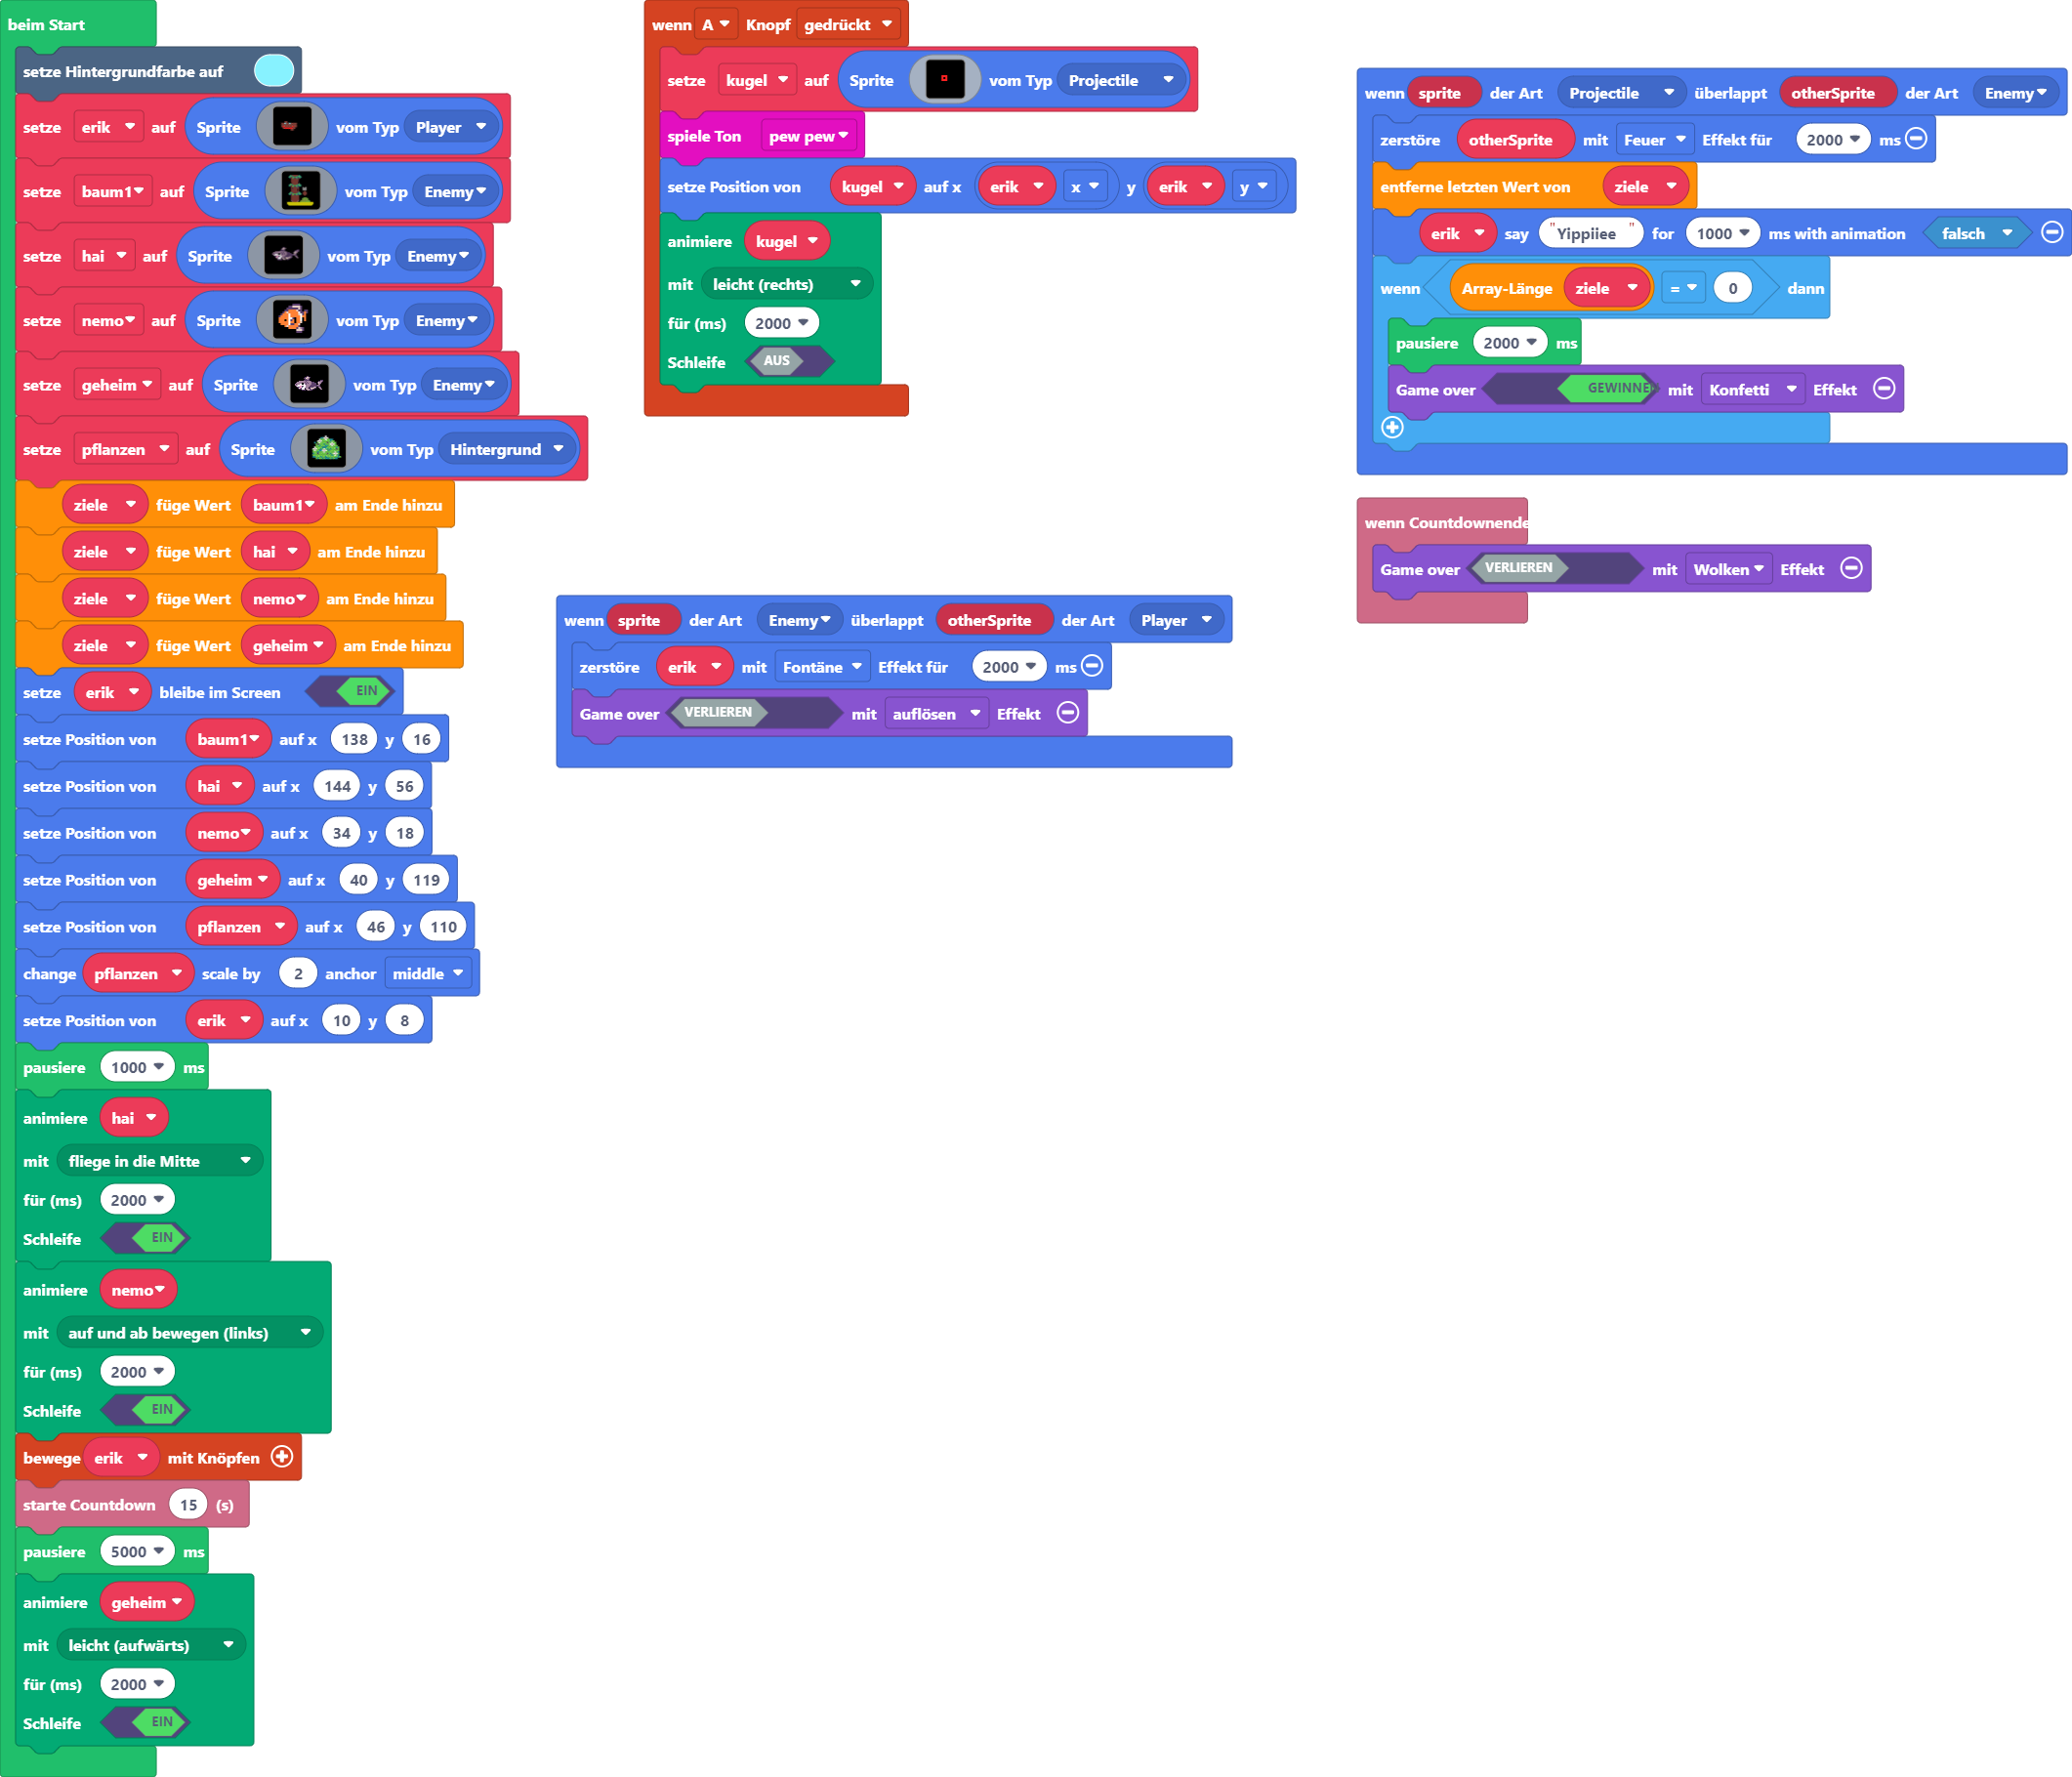 beim Start
setze Hintergrundfarbe auf
setze erik auf Sprite vom Typ Player
setze baum1 auf Sprite vom Typ Enemy
setze hai auf Sprite vom Typ Enemy
setze nemo auf Sprite vom Typ Enemy
setze geheim auf Sprite vom Typ Enemy
setze pflanzen auf Sprite vom Typ Hintergrund
ziele füge Wert baum1 am Ende hinzu
ziele füge Wert hai am Ende hinzu
ziele füge Wert nemo am Ende hinzu
ziele füge Wert geheim am Ende hinzu
setze erik bleibe im Screen EIN
setze Position von baum1 auf x 138 y 16
setze Position von hai auf x 144 y 56
setze Position von nemo auf x 34 y 18
setze Position von geheim auf x 40 y 119
setze Position von pflanzen auf x 46 y 110
change pflanzen scale by 2 anchor middle
setze Position von erik auf x 10 y 8
pausiere 1000 ms
animiere hai
mit fliege in die Mitte
für (ms) 2000
Schleife EIN
animiere nemo
mit auf und ab bewegen (links)
für (ms) 2000
Schleife EIN
bewege erik mit Knöpfen
starte Countdown 15 (s)
pausiere 5000 ms
animiere geheim
mit leicht (aufwärts)
für (ms) 2000
Schleife EIN
wenn A Knopf gedrückt
setze kugel auf Sprite vom Typ Projectile
spiele Ton pew pew
setze Position von kugel auf x erik x y erik y
animiere kugel
mit leicht (rechts)
für (ms) 2000
Schleife AUS
wenn sprite der Art Enemy überlappt otherSprite der Art Player
zerstöre erik mit Fontäne Effekt für 2000 ms
Game over VERLIEREN mit auflösen Effekt
wenn sprite der Art Projectile überlappt otherSprite der Art Enemy
zerstöre otherSprite mit Feuer Effekt für 2000 ms
entferne letzten Wert von ziele
erik say "Yippiiee" for 1000 ms with animation falsch
wenn Array-Länge ziele = 0 dann
pausiere 2000 ms
Game over GEWINNE mit Konfetti Effekt
wenn Countdownende
Game over VERLIEREN mit Wolken Effekt